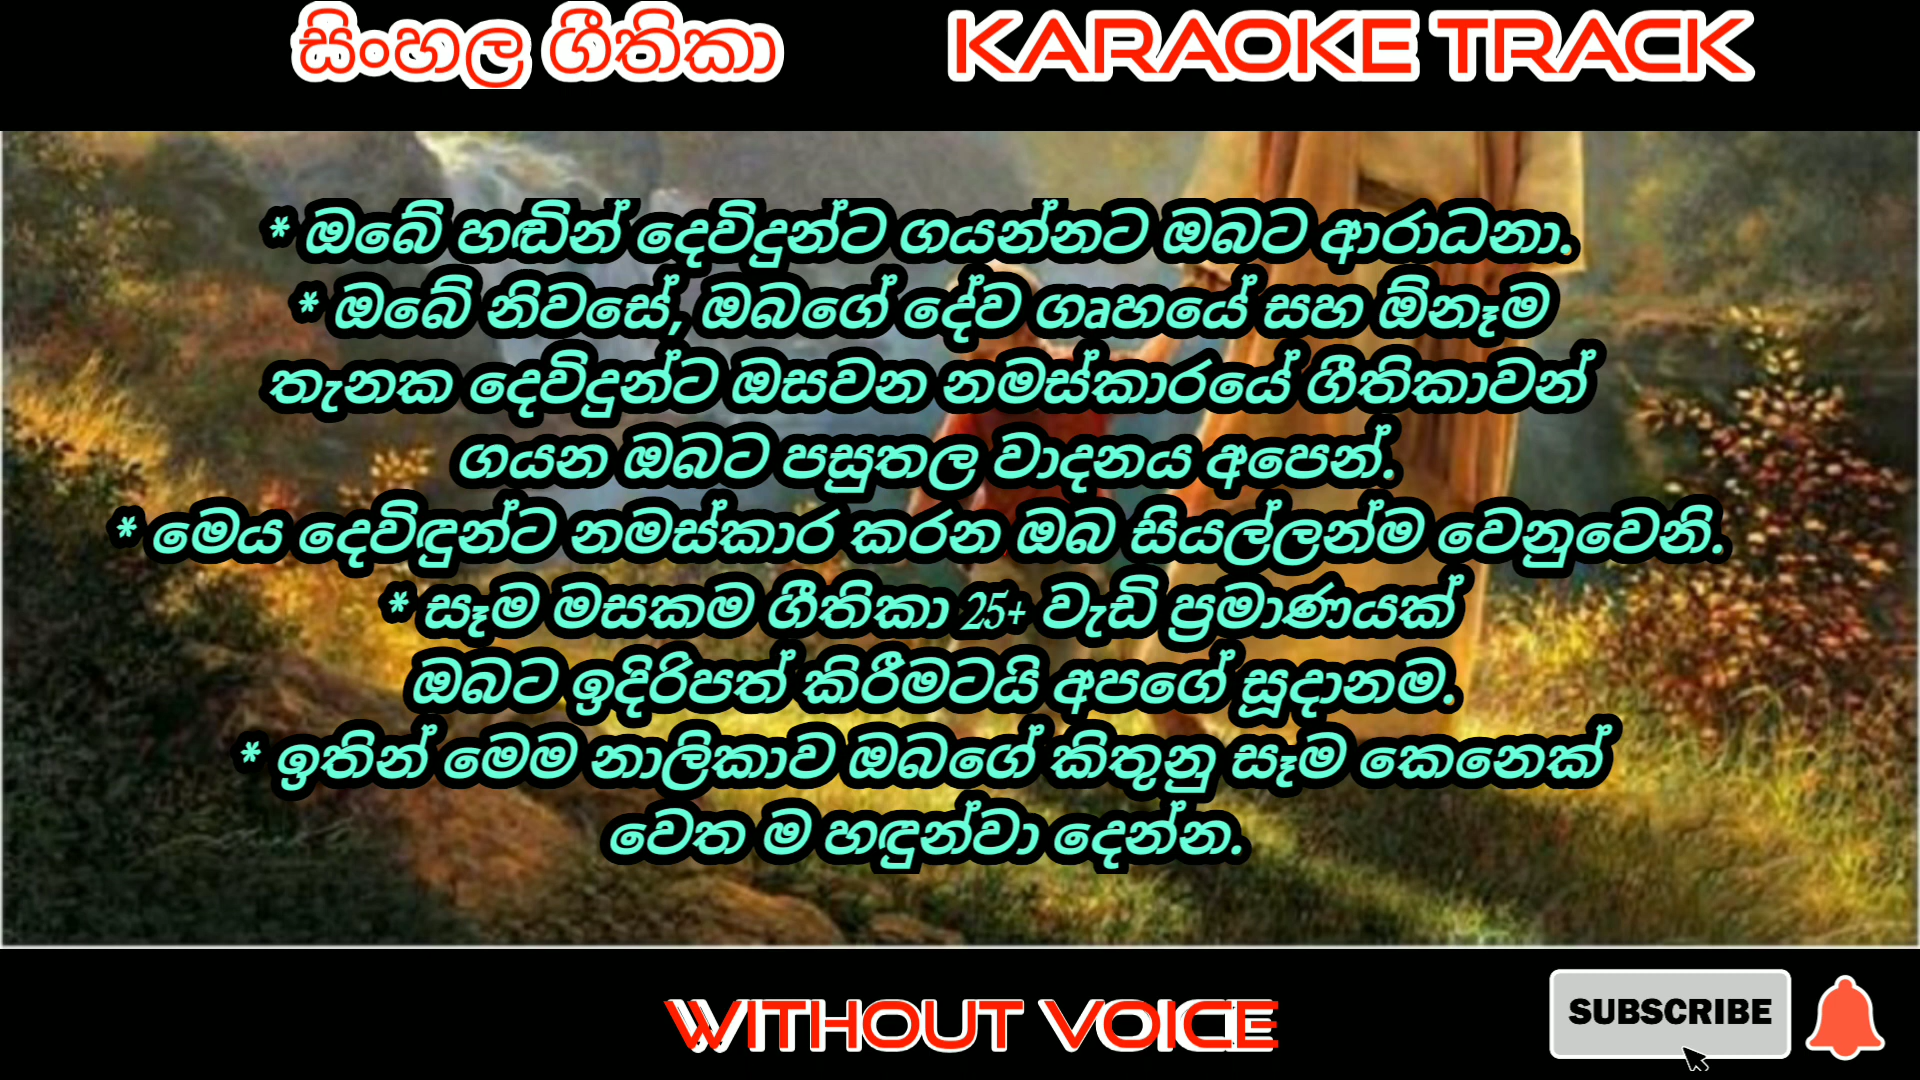 සිංහල ගීතිකා KARAOKE TRACK
* ඔබේ හඬින් දෙවිදුන්ට ගයන්නට ඔබට ආරාධනා.
* ඔබේ නිවසේ, ඔබගේ දේව ගෘහයේ සහ ඕනෑම
තැනක දෙවිදුන්ට ඔසවන නමස්කාරයේ ගීතිකාවන්
ගයන ඔබට පසුතල වාදනය අපෙන්.
* මෙය දෙවිඳුන්ට නමස්කාර කරන ඔබ සියල්ලන්ම වෙනුවෙනි.
* සෑම මසකම ගීතිකා 25+ වැඩි ප්‍රමාණයක්
ඔබට ඉදිරිපත් කිරීමටයි අපගේ සූදානම.
* ඉතින් මෙම නාලිකාව ඔබගේ කිතුනු සෑම කෙනෙක්
වෙත ම හඳුන්වා දෙන්න.
WITHOUT VOICE
SUBSCRIBE